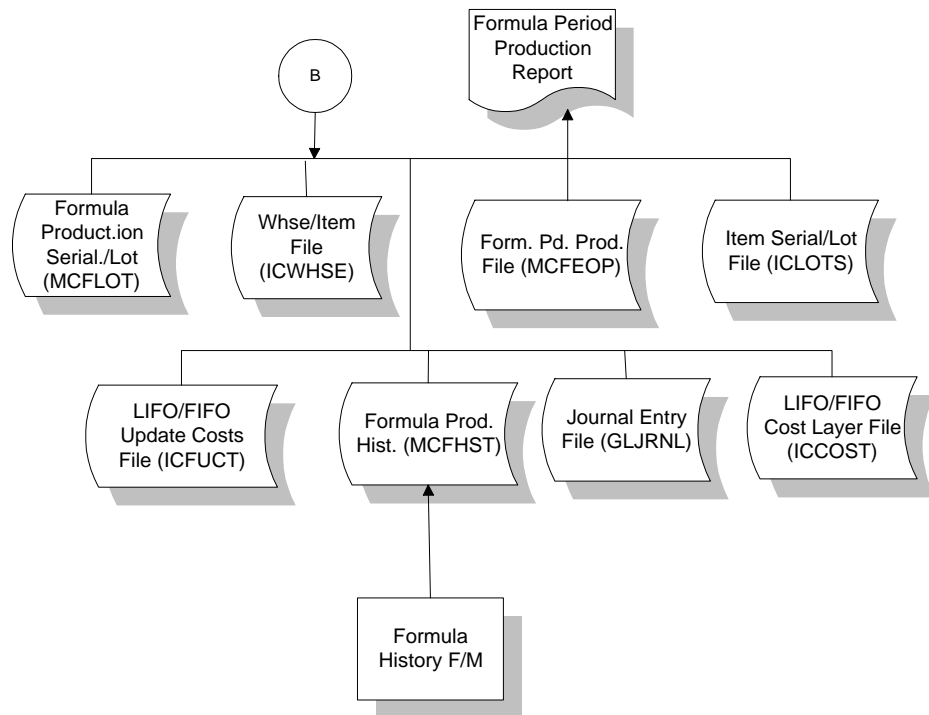 Formula Period
Production
Report
B
Formula
Product.ion
Serial./Lot
(MCFLOT)
Whse/Item
File
(ICWHSE)
Form. Pd. Prod.
File (MCFEOP)
Item Serial/Lot
File (ICLOTS)
LIFO/FIFO
Update Costs
File (ICFUCT)
Formula Prod.
Hist. (MCFHST)
Journal Entry
File (GLJRNL)
LIFO/FIFO
Cost Layer File
(ICCOST)
Formula
History F/M